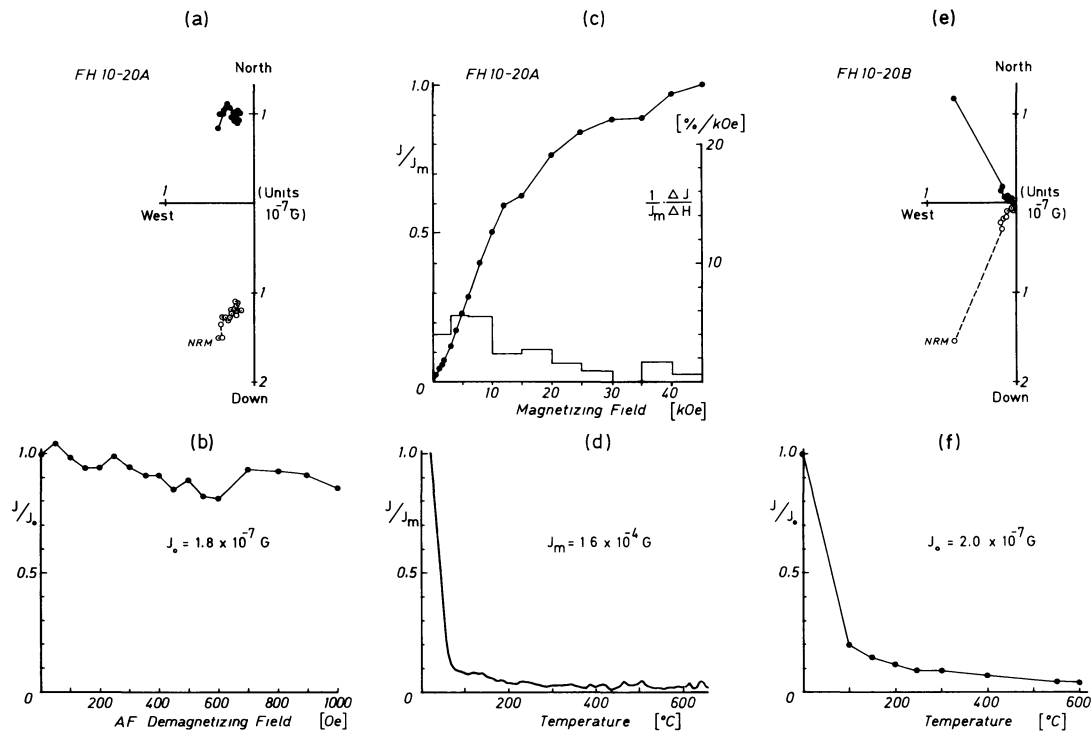 (a)
FH 10-20A
North
1
1
West
(Units
10⁻⁷ G)
1
NRM
2
Down
(c)
FH 10-20A
1.0
J/Jm
0.5
0
[%/kOe]
20
1/Jm · ΔJ/ΔH
10
0
10
20
30
40
Magnetizing Field [kOe]
(e)
FH 10-20B
North
1
1
West
(Units
10⁻⁷ G)
1
NRM
2
Down
(b)
1.0
J/J₀
0.5
0
J₀ = 1.8 x 10⁻⁷ G
200
400
600
800
1000
AF Demagnetizing Field [Oe]
(d)
1.0
J/Jm
0.5
0
Jm = 1 6 x 10⁻⁴ G
200
400
600
Temperature [°C]
(f)
1.0
J/J₀
0.5
0
J₀ = 2.0 x 10⁻⁷ G
200
400
600
Temperature [°C]